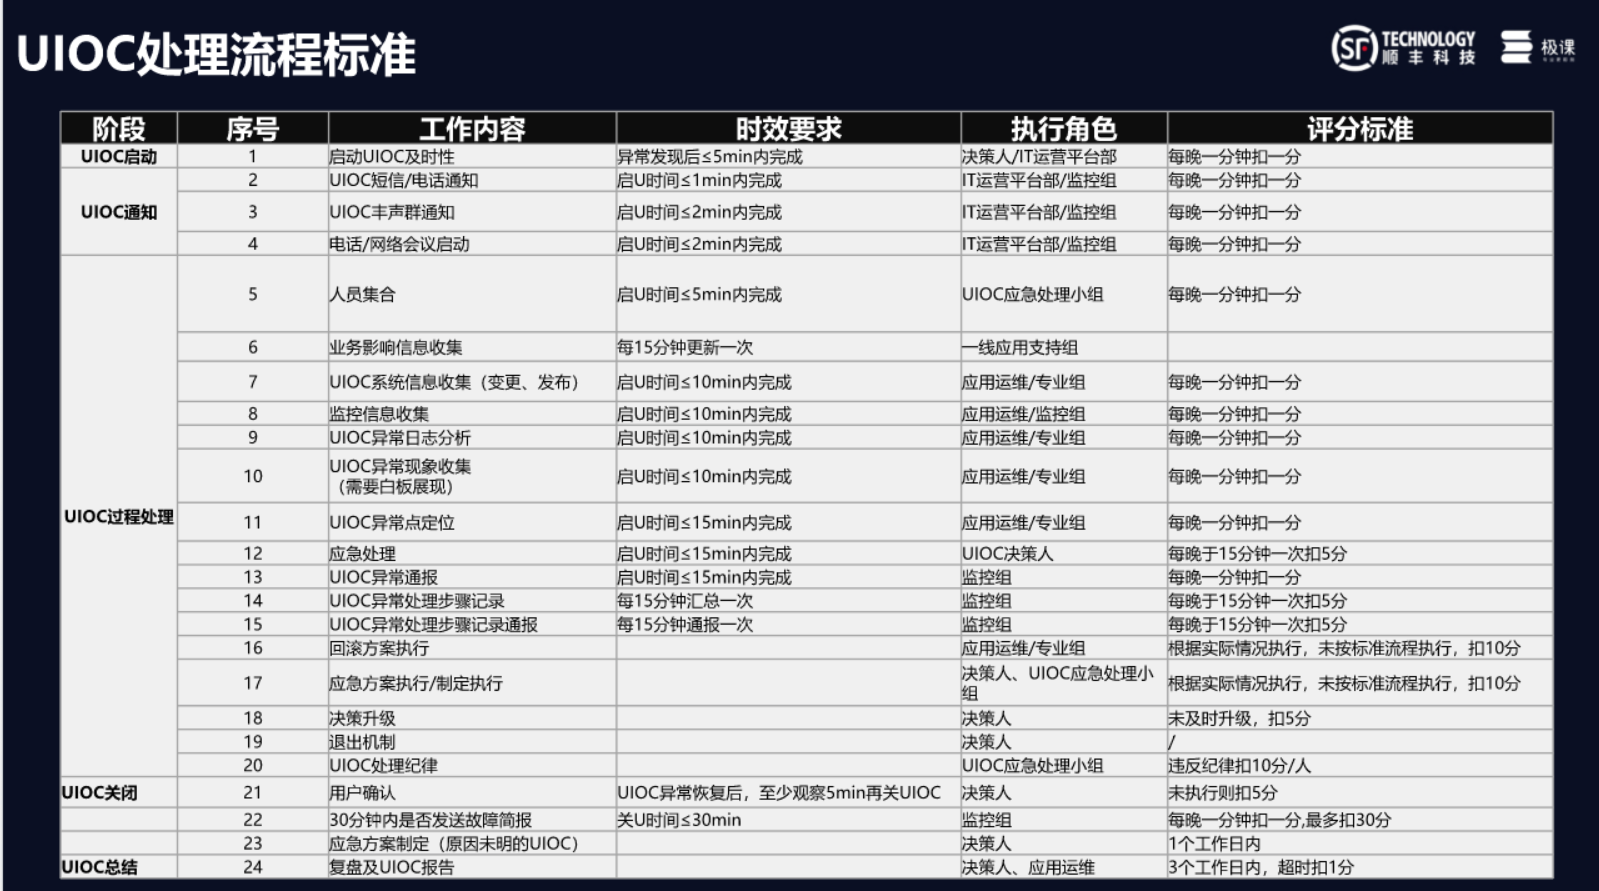 UIOC处理流程标准
SF TECHNOLOGY
顺丰科技
极课
阶段 序号 工作内容 时效要求 执行角色 评分标准
UIOC启动 1 启动UIOC及时性 异常发现后≤5min内完成 决策人/IT运营平台部 每晚一分钟扣一分
2 UIOC短信/电话通知 启U时间≤1min内完成 IT运营平台部/监控组 每晚一分钟扣一分
UIOC通知 3 UIOC丰声群通知 启U时间≤2min内完成 IT运营平台部/监控组 每晚一分钟扣一分
4 电话/网络会议启动 启U时间≤2min内完成 IT运营平台部/监控组 每晚一分钟扣一分
5 人员集合 启U时间≤5min内完成 UIOC应急处理小组 每晚一分钟扣一分
6 业务影响信息收集 每15分钟更新一次 一线应用支持组
7 UIOC系统信息收集（变更、发布） 启U时间≤10min内完成 应用运维/专业组 每晚一分钟扣一分
8 监控信息收集 启U时间≤10min内完成 应用运维/监控组 每晚一分钟扣一分
9 UIOC异常日志分析 启U时间≤10min内完成 应用运维/专业组 每晚一分钟扣一分
10 UIOC异常现象收集
（需要白板展现） 启U时间≤10min内完成 应用运维/专业组 每晚一分钟扣一分
UIOC过程处理
11 UIOC异常点定位 启U时间≤15min内完成 应用运维/专业组 每晚一分钟扣一分
12 应急处理 启U时间≤15min内完成 UIOC决策人 每晚于15分钟一次扣5分
13 UIOC异常通报 启U时间≤15min内完成 监控组 每晚一分钟扣一分
14 UIOC异常处理步骤记录 每15分钟汇总一次 监控组 每晚于15分钟一次扣5分
15 UIOC异常处理步骤记录通报 每15分钟通报一次 监控组 每晚于15分钟一次扣5分
16 回滚方案执行 应用运维/专业组 根据实际情况执行，未按标准流程执行，扣10分
17 应急方案执行/制定执行 决策人、UIOC应急处理小
组 根据实际情况执行，未按标准流程执行，扣10分
18 决策升级 决策人 未及时升级，扣5分
19 退出机制 决策人 /
20 UIOC处理纪律 UIOC应急处理小组 违反纪律扣10分/人
UIOC关闭 21 用户确认 UIOC异常恢复后，至少观察5min再关UIOC 决策人 未执行则扣5分
22 30分钟内是否发送故障简报 关U时间≤30min 监控组 每晚一分钟扣一分,最多扣30分
23 应急方案制定（原因未明的UIOC） 决策人 1个工作日内
UIOC总结 24 复盘及UIOC报告 决策人、应用运维 3个工作日内，超时扣1分